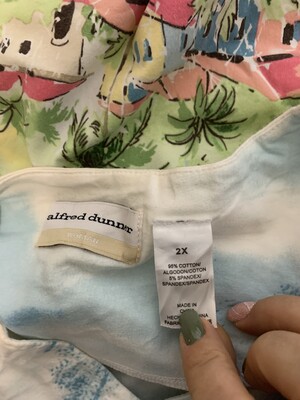 alfred dunner
2X
95% COTTON/
ALGODON/COTON
5% SPANDEX/
SPANDEX/SPANDEX
MADE IN